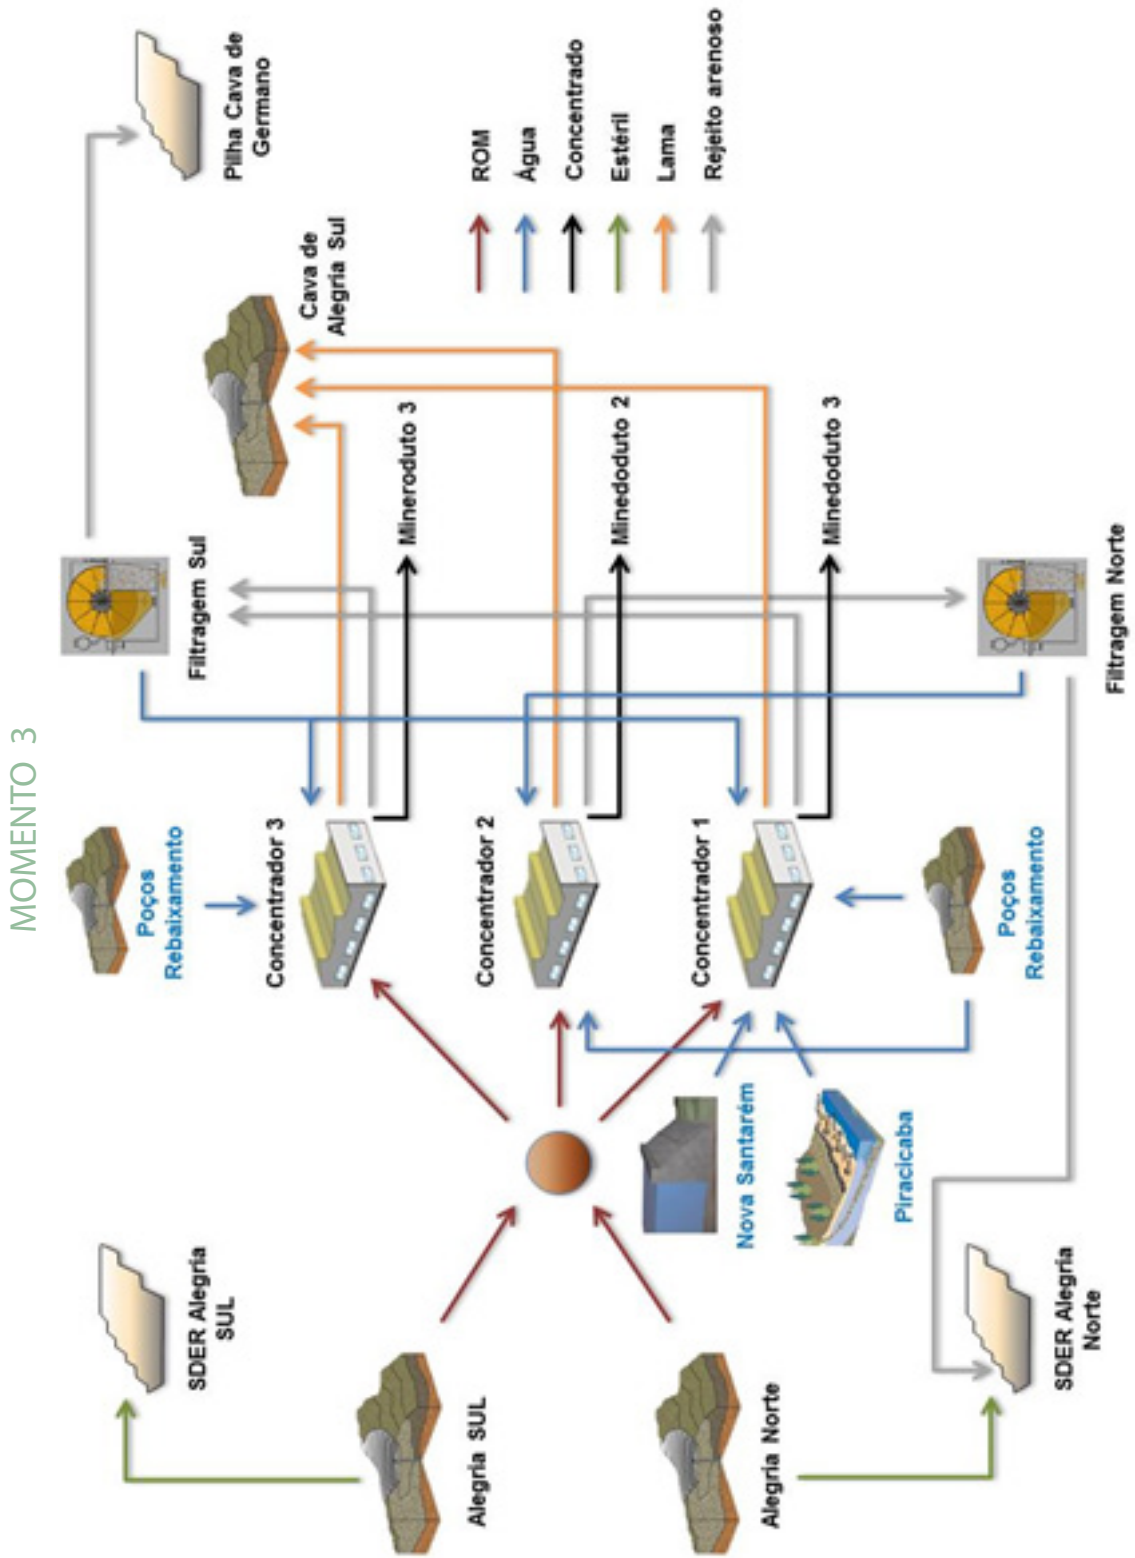 MOMENTO 3
Poços
Rebaixamento
SDER Alegria
SUL
Filtragem Sul
Pilha Cava de
Germano
Concentrador 3
Cava de
Alegria Sul
Mineroduto 3
Alegria SUL
Concentrador 2
ROM
Água
Concentrado
Estéril
Lama
Rejeito arenoso
Minedoduto 2
Concentrador 1
Nova Santarém
Alegria Norte
Minedoduto 3
Piracicaba
Poços
Rebaixamento
SDER Alegria
Norte
Filtragem Norte